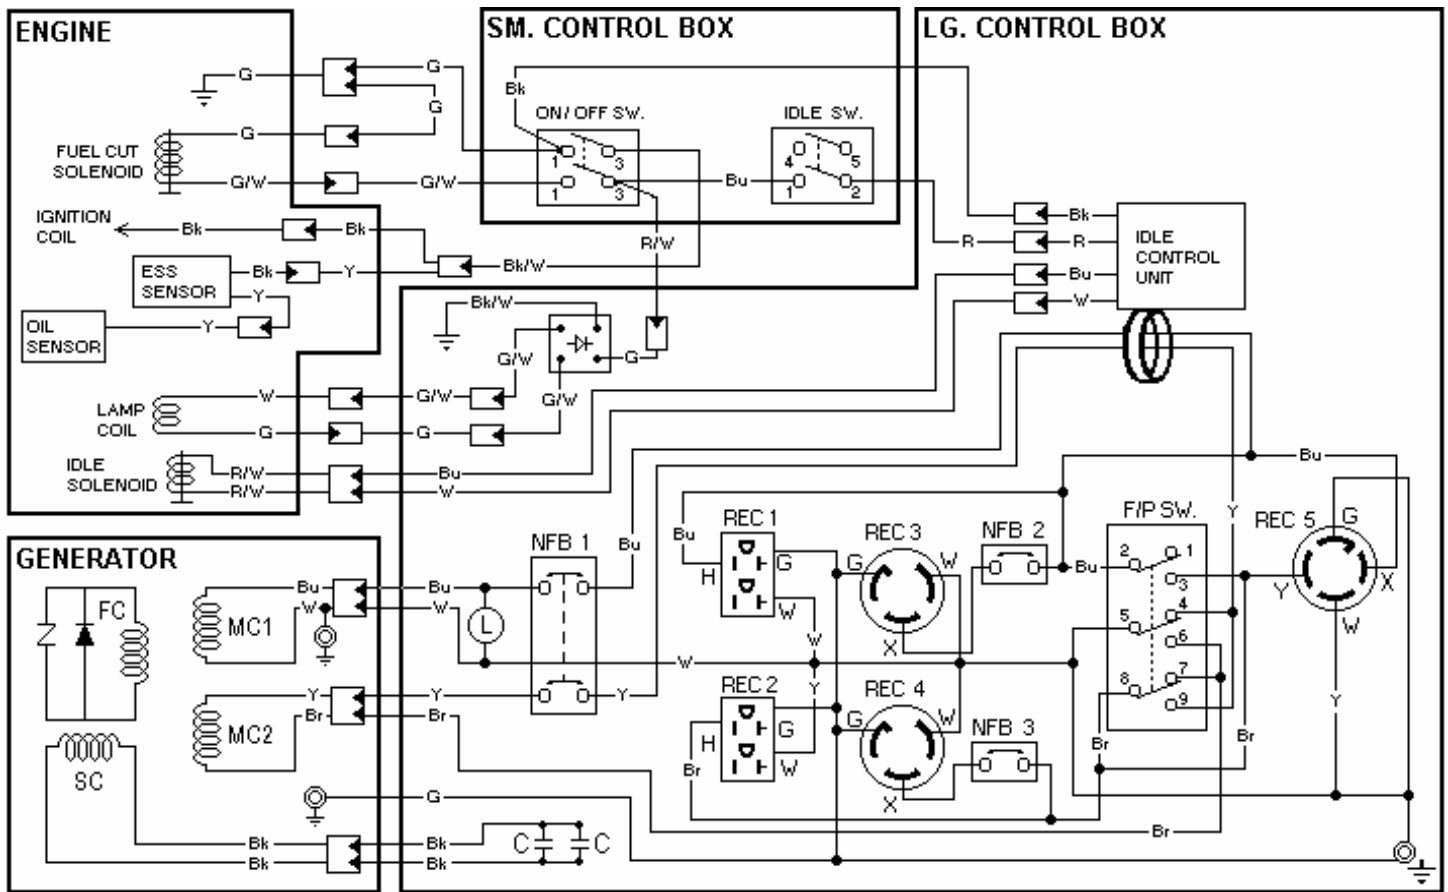 ENGINE
SM. CONTROL BOX
LG. CONTROL BOX
G
G
Bk
G
ON/OFF SW.
IDLE SW.
G
FUEL CUT
SOLENOID
1
3
4
5
G/W
G/W
1
3
Bu
1
2
IGNITION
COIL
Bk
Bk
R/W
Bk
R
R
Bu
W
IDLE
CONTROL
UNIT
Bk/W
ESS
SENSOR
Bk
Y
Y
OIL
SENSOR
Y
Bk/W
G/W
G
G/W
LAMP
COIL
W
G/W
G
G
IDLE
SOLENOID
R/W
Bu
R/W
W
Bu
GENERATOR
NFB 1
Bu
Bu
REC 1
H
G
W
REC 3
G
W
X
NFB 2
Bu
F/P SW.
2
1
3
4
5
6
7
8
9
Y
REC 5
G
Y
X
W
FC
MC1
Bu
Bu
W
W
L
W
W
Y
Y
MC2
Y
Y
Br
Br
Y
REC 2
H
G
W
Br
REC 4
G
W
X
NFB 3
Br
Br
SC
G
Br
Bk
Bk
Bk
Bk
C
C